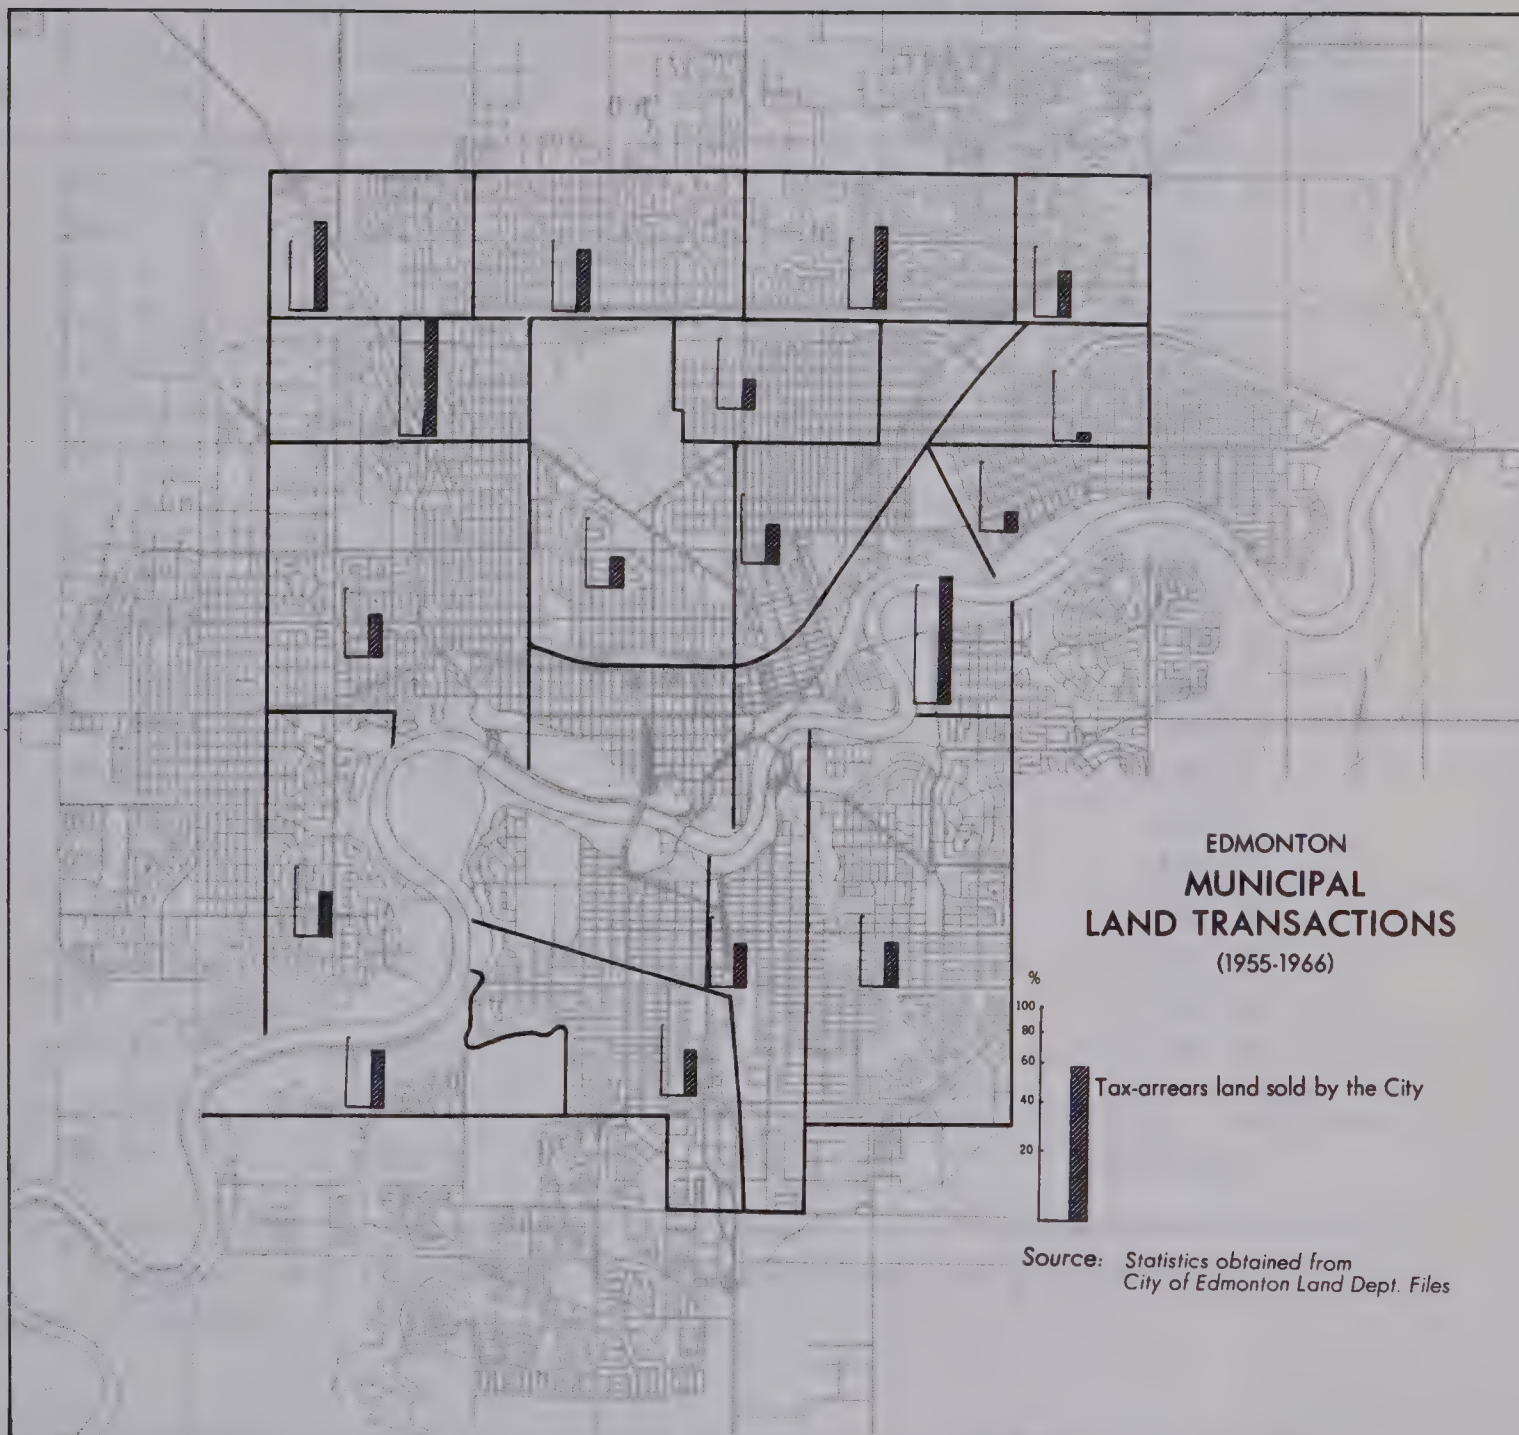 EDMONTON
MUNICIPAL
LAND TRANSACTIONS
(1955-1966)
%
100
80
60
40
20
Tax-arrears land sold by the City
Source: Statistics obtained from
City of Edmonton Land Dept. Files